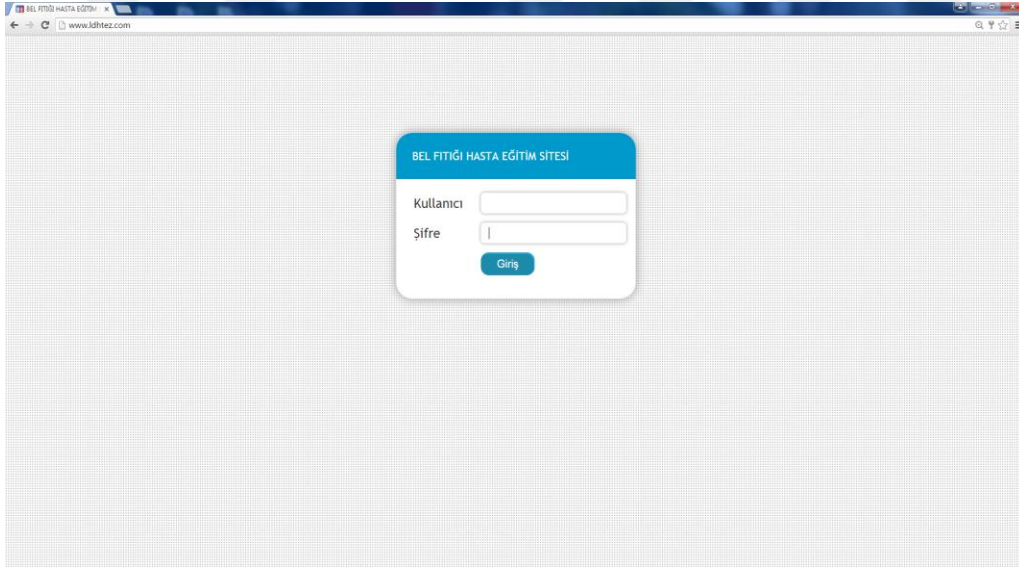 BEL FITIĞI HASTA EĞİTİM
www.ldhtez.com
BEL FITIĞI HASTA EĞİTİM SİTESİ
Kullanıcı
Şifre
Giriş